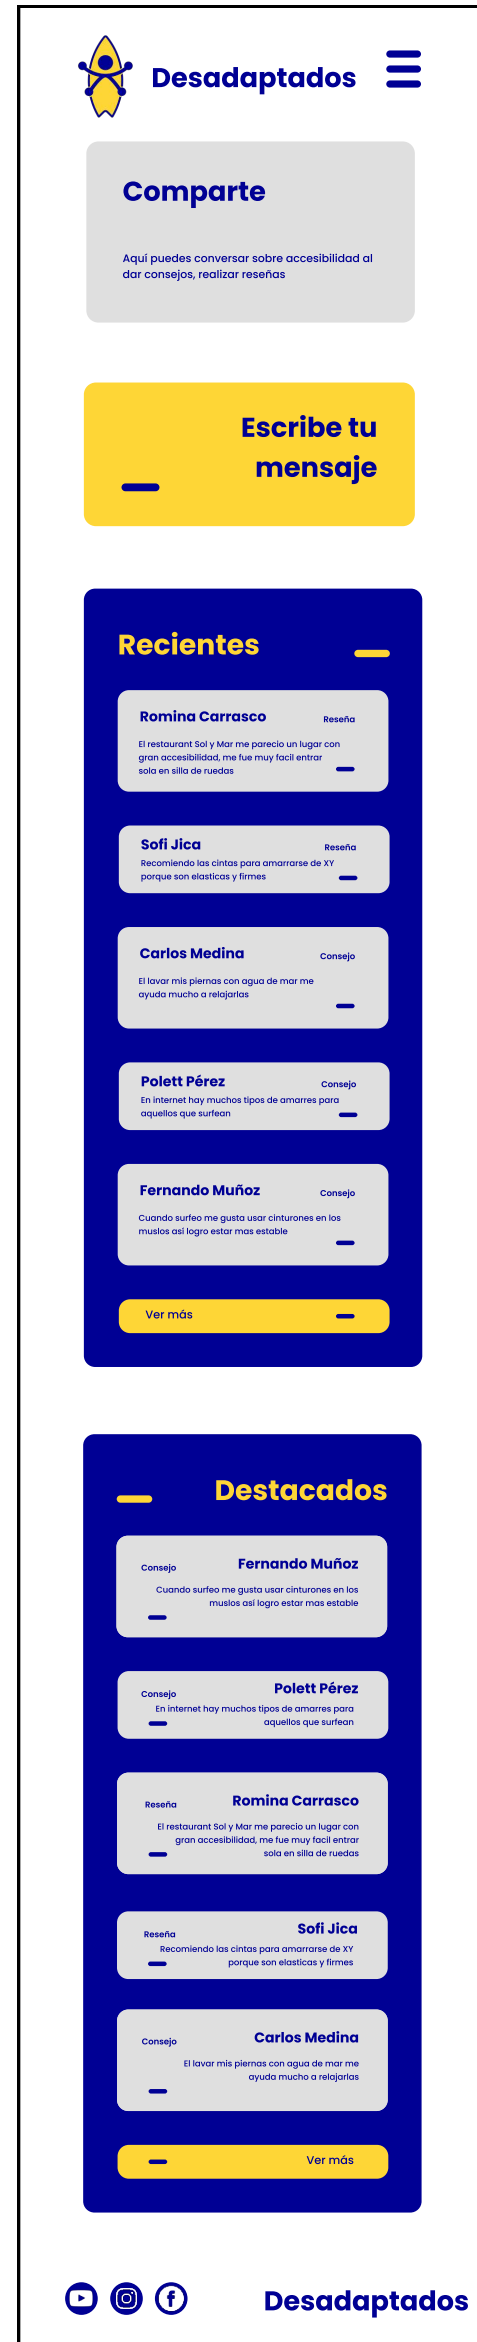 Desadaptados
Comparte
Aquí puedes conversar sobre accesibilidad al
dar consejos, realizar reseñas
Escribe tu
mensaje
Recientes
Romina Carrasco
Reseña
El restaurant Sol y Mar me parecio un lugar con
gran accesibilidad, me fue muy facil entrar
sola en silla de ruedas
Sofi Jica
Reseña
Recomiendo las cintas para amarrarse de XY
porque son elasticas y firmes
Carlos Medina
Consejo
El lavar mis piernas con agua de mar me
ayuda mucho a relajarlas
Polett Pérez
Consejo
En internet hay muchos tipos de amarres para
aquellos que surfean
Fernando Muñoz
Consejo
Cuando surfeo me gusta usar cinturones en los
muslos así logro estar mas estable
Ver más
Destacados
Consejo
Fernando Muñoz
Cuando surfeo me gusta usar cinturones en los
muslos así logro estar mas estable
Consejo
Polett Pérez
En internet hay muchos tipos de amarres para
aquellos que surfean
Reseña
Romina Carrasco
El restaurant Sol y Mar me parecio un lugar con
gran accesibilidad, me fue muy facil entrar
sola en silla de ruedas
Reseña
Sofi Jica
Recomiendo las cintas para amarrarse de XY
porque son elasticas y firmes
Consejo
Carlos Medina
El lavar mis piernas con agua de mar me
ayuda mucho a relajarlas
Ver más
Desadaptados